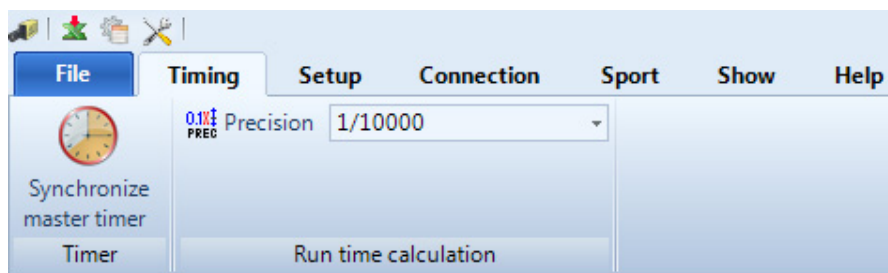 File Timing Setup Connection Sport Show Help
0.1X PREC Precision 1/10000
Synchronize
master timer
Timer Run time calculation